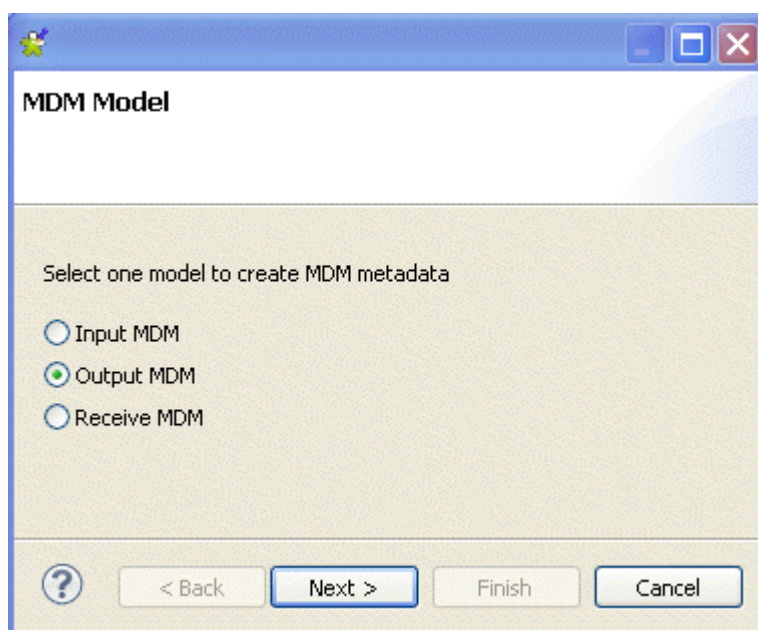 MDM Model
Select one model to create MDM metadata
Input MDM
Output MDM
Receive MDM
? < Back Next > Finish Cancel